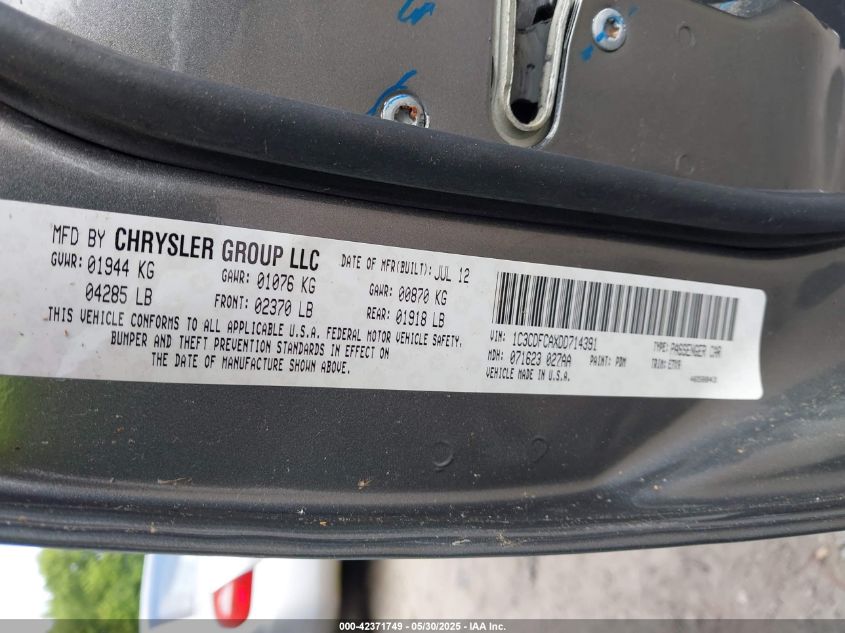 MFD BY CHRYSLER GROUP LLC
DATE OF MFR(BUILT): JUL 12
GVWR: 01944 KG
04285 LB
GAWR: 01076 KG
FRONT: 02370 LB
GAWR: 00870 KG
REAR: 01918 LB
THIS VEHICLE CONFORMS TO ALL APPLICABLE U.S.A. FEDERAL MOTOR VEHICLE SAFETY,
BUMPER AND THEFT PREVENTION STANDARDS IN EFFECT ON
THE DATE OF MANUFACTURE SHOWN ABOVE.
VIN: 1C3CDFCAXDD714391
TYPE: PASSENGER CAR
MDH: 071623 027AA
PAINT: PDM
TRIM:
VEHICLE MADE IN U.S.A.
000-42371749 — 05/30/2025 — IAA Inc.